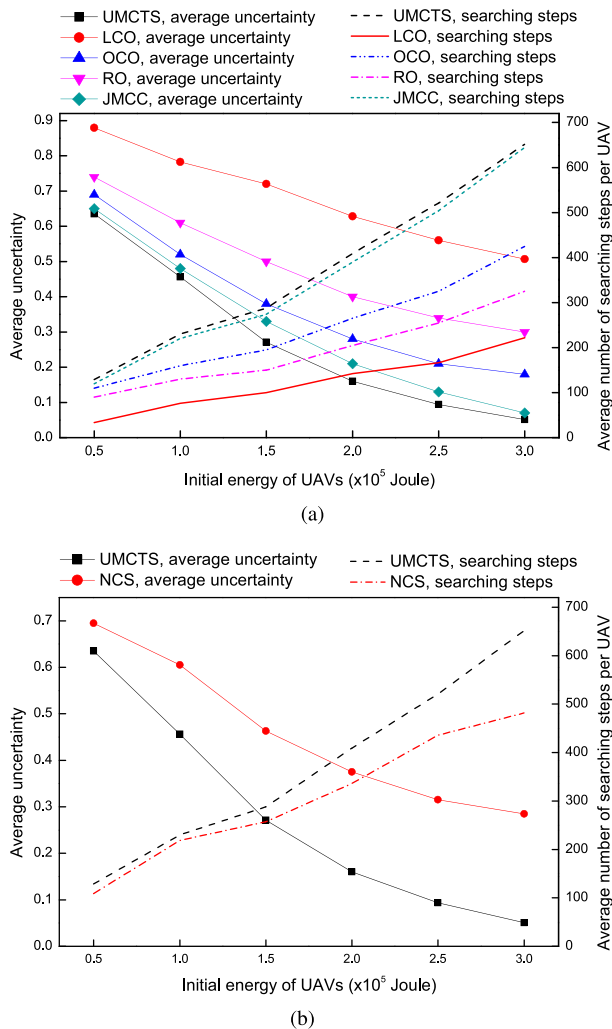 UMCTS, average uncertainty UMCTS, searching steps
LCO, average uncertainty LCO, searching steps
OCO, average uncertainty OCO, searching steps
RO, average uncertainty RO, searching steps
JMCC, average uncertainty JMCC, searching steps
Average uncertainty
0.9
0.8
0.7
0.6
0.5
0.4
0.3
0.2
0.1
0.0
700
600
500
400
300
200
100
0
Average number of searching steps per UAV
0.5 1.0 1.5 2.0 2.5 3.0
Initial energy of UAVs (x10⁵ Joule)
(a)
UMCTS, average uncertainty UMCTS, searching steps
NCS, average uncertainty NCS, searching steps
Average uncertainty
0.7
0.6
0.5
0.4
0.3
0.2
0.1
0.0
700
600
500
400
300
200
100
0
Average number of searching steps per UAV
0.5 1.0 1.5 2.0 2.5 3.0
Initial energy of UAVs (x10⁵ Joule)
(b)